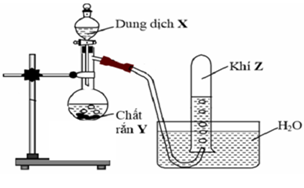 Dung dịch X
Khí Z
H₂O
Chất
rắn Y